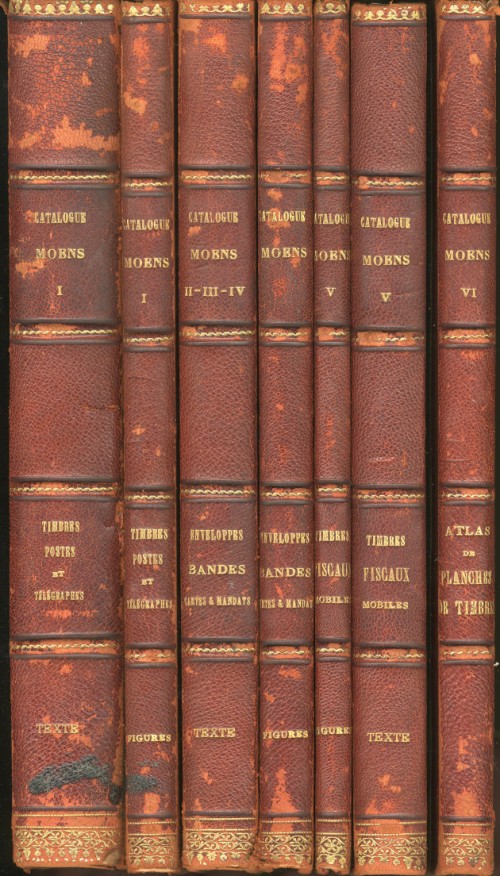 CATALOGUE
MOENS
I
TIMBRES
POSTES
ET
TÉLÉGRAPHES
TEXTE
CATALOGUE
MOENS
I
TIMBRES
POSTES
ET
TÉLÉGRAPHES
FIGURES
CATALOGUE
MOENS
II-III-IV
ENVELOPPES
BANDES
CARTES & MANDATS
TEXTE
CATALOGUE
MOENS
ENVELOPPES
BANDES
CARTES & MANDAT
FIGURES
CATALOGUE
MOENS
V
TIMBRES
FISCAUX
MOBILES
FIGURES
CATALOGUE
MOENS
V
TIMBRES
FISCAUX
MOBILES
TEXTE
CATALOGUE
MOENS
VI
ATLAS
DE
PLANCHES
DE TIMBRE